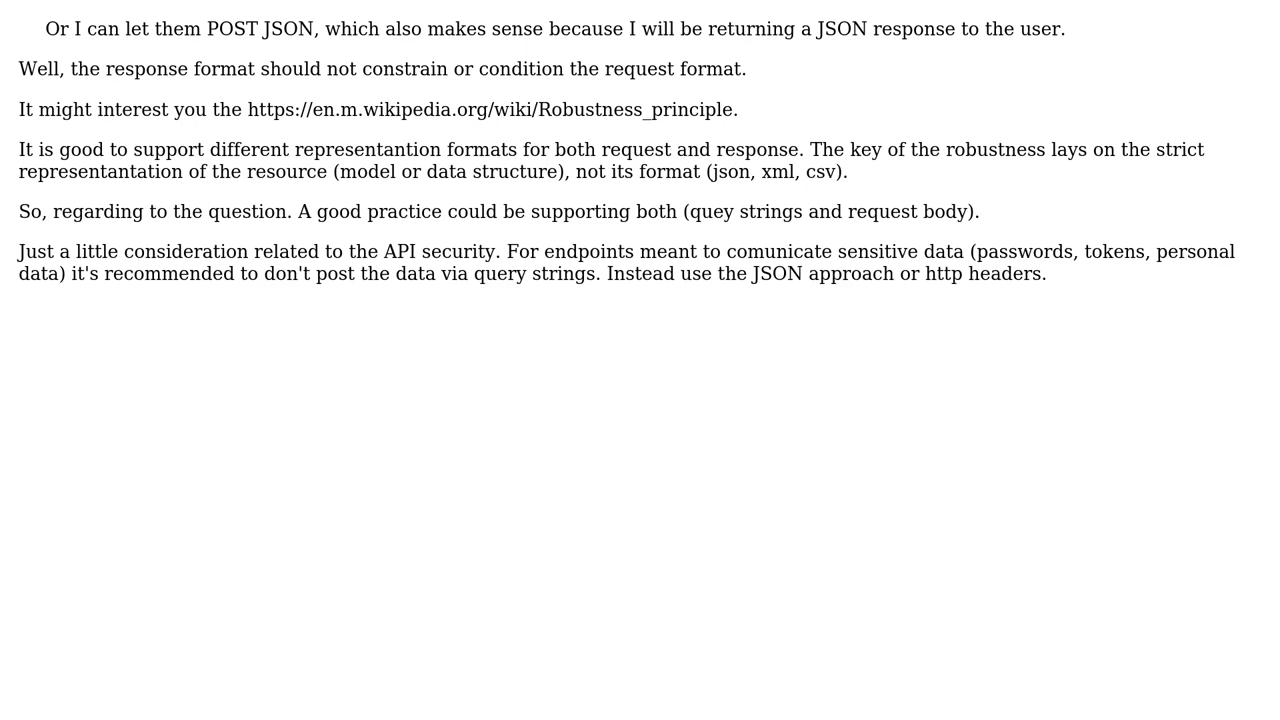 Or I can let them POST JSON, which also makes sense because I will be returning a JSON response to the user.
Well, the response format should not constrain or condition the request format.
It might interest you the https://en.m.wikipedia.org/wiki/Robustness_principle.
It is good to support different representantion formats for both request and response. The key of the robustness lays on the strict
representantation of the resource (model or data structure), not its format (json, xml, csv).
So, regarding to the question. A good practice could be supporting both (quey strings and request body).
Just a little consideration related to the API security. For endpoints meant to comunicate sensitive data (passwords, tokens, personal
data) it's recommended to don't post the data via query strings. Instead use the JSON approach or http headers.